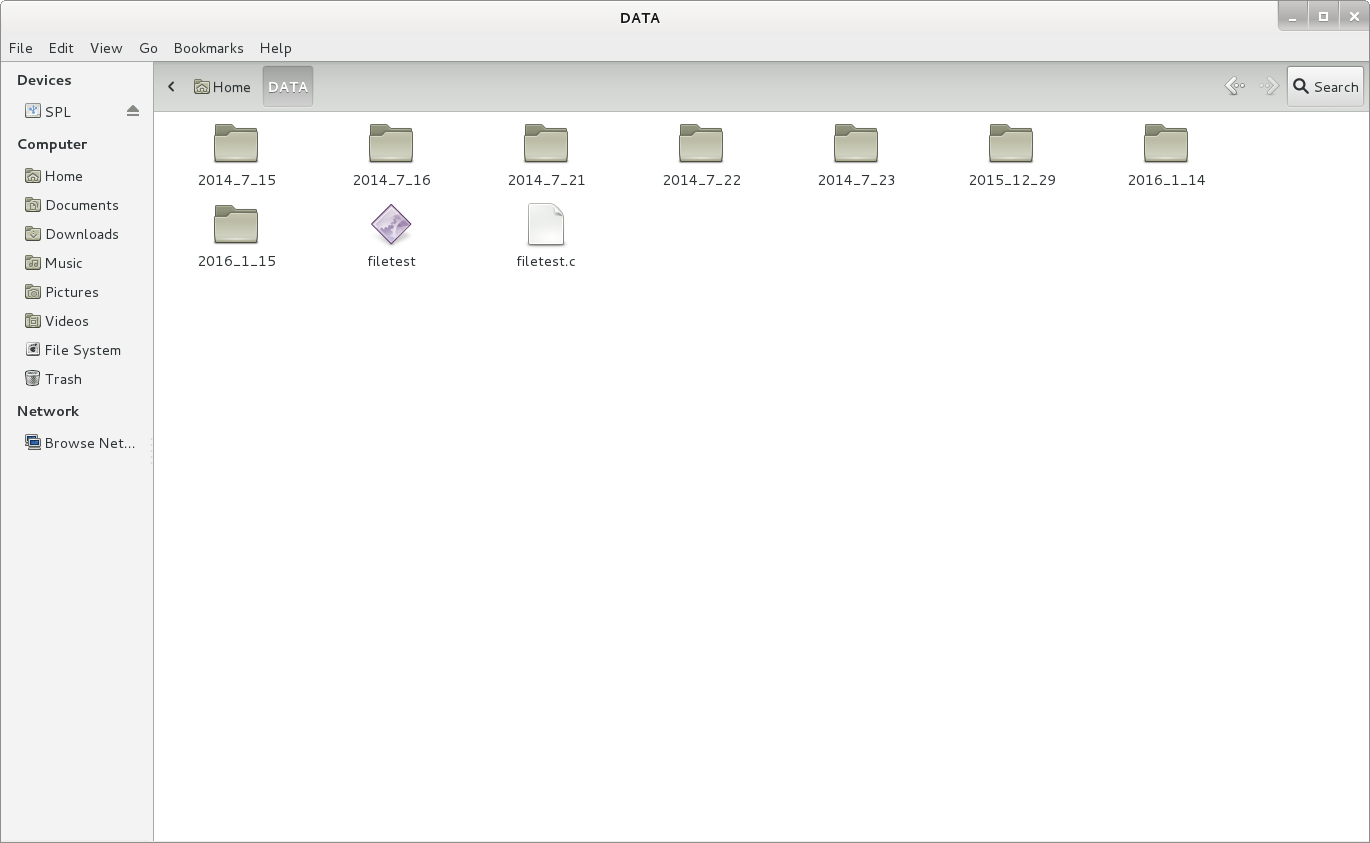 DATA
File Edit View Go Bookmarks Help
Devices
SPL
Computer
Home
Documents
Downloads
Music
Pictures
Videos
File System
Trash
Network
Browse Net...
Home DATA Search
2014_7_15 2014_7_16 2014_7_21 2014_7_22 2014_7_23 2015_12_29 2016_1_14
2016_1_15 filetest filetest.c